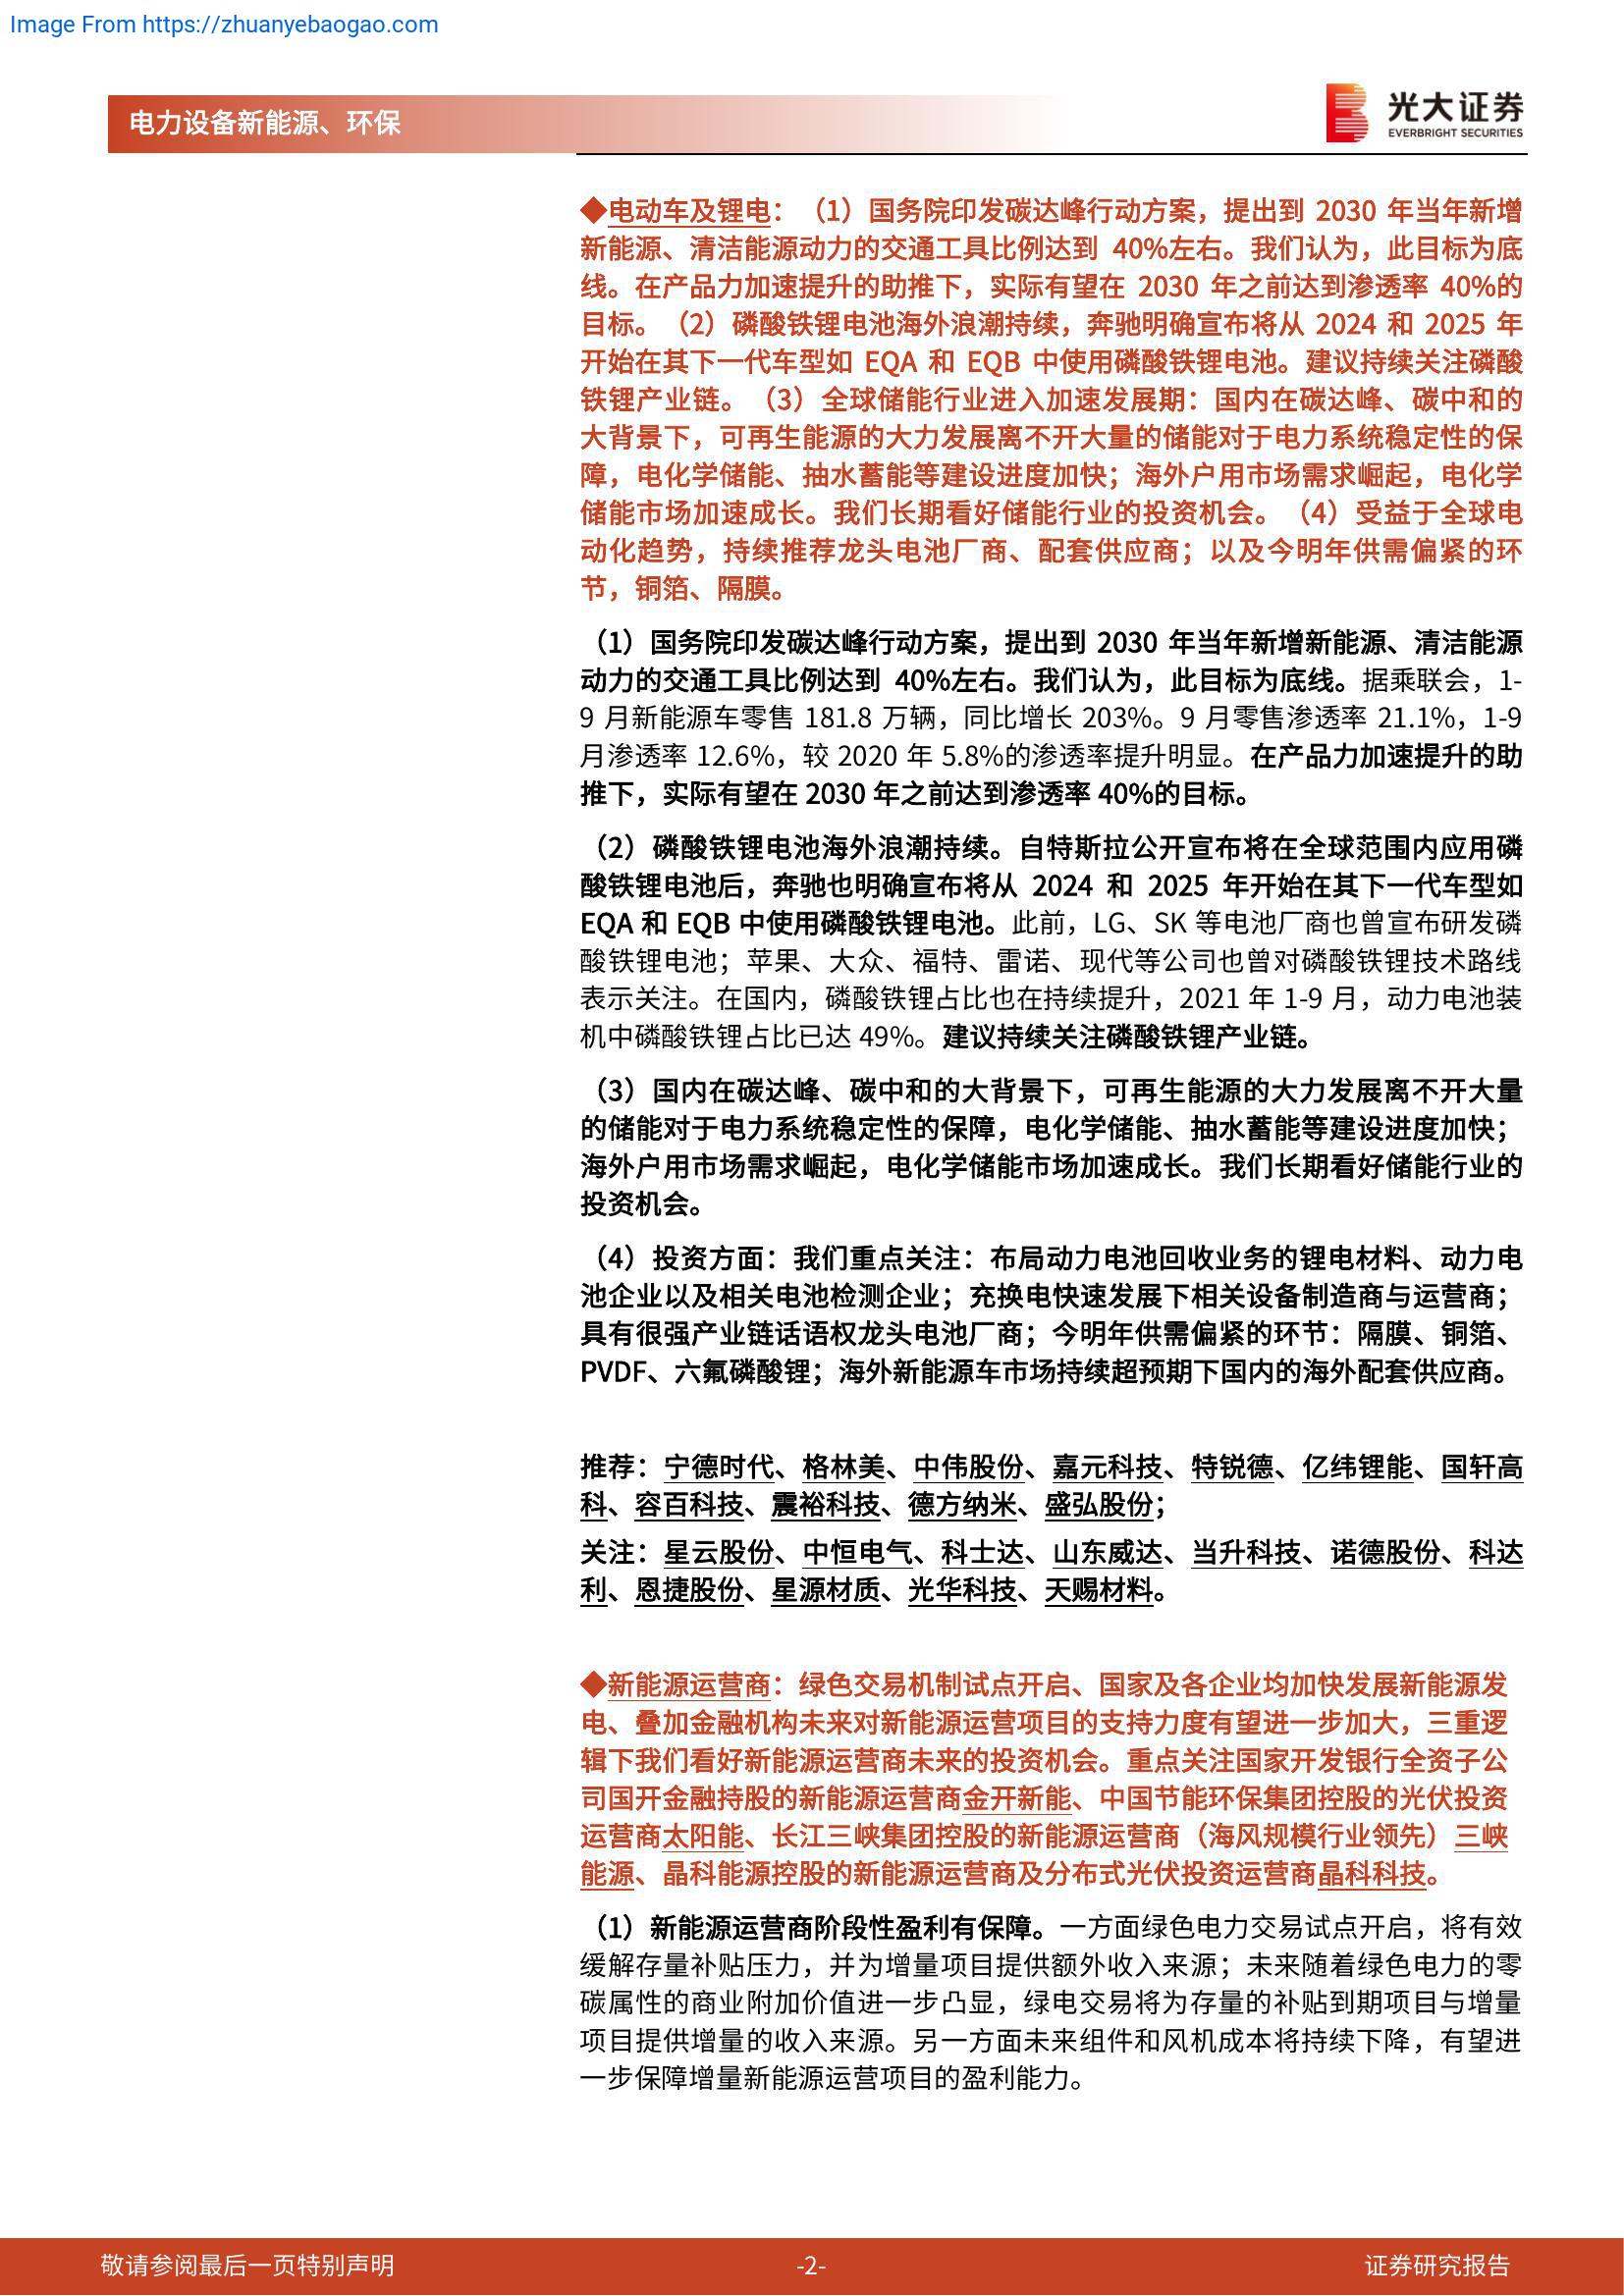 Image From https://zhuanyebaogao.com
电力设备新能源、环保
光大证券
EVERBRIGHT SECURITIES
◆电动车及锂电：（1）国务院印发碳达峰行动方案，提出到 2030 年当年新增
新能源、清洁能源动力的交通工具比例达到 40%左右。我们认为，此目标为底
线。在产品力加速提升的助推下，实际有望在 2030 年之前达到渗透率 40%的
目标。（2）磷酸铁锂电池海外浪潮持续，奔驰明确宣布将从 2024 和 2025 年
开始在其下一代车型如 EQA 和 EQB 中使用磷酸铁锂电池。建议持续关注磷酸
铁锂产业链。（3）全球储能行业进入加速发展期：国内在碳达峰、碳中和的
大背景下，可再生能源的大力发展离不开大量的储能对于电力系统稳定性的保
障，电化学储能、抽水蓄能等建设进度加快；海外户用市场需求崛起，电化学
储能市场加速成长。我们长期看好储能行业的投资机会。（4）受益于全球电
动化趋势，持续推荐龙头电池厂商、配套供应商；以及今明年供需偏紧的环
节，铜箔、隔膜。
（1）国务院印发碳达峰行动方案，提出到 2030 年当年新增新能源、清洁能源
动力的交通工具比例达到 40%左右。我们认为，此目标为底线。据乘联会，1-
9 月新能源车零售 181.8 万辆，同比增长 203%。9 月零售渗透率 21.1%，1-9
月渗透率 12.6%，较 2020 年 5.8%的渗透率提升明显。在产品力加速提升的助
推下，实际有望在 2030 年之前达到渗透率 40%的目标。
（2）磷酸铁锂电池海外浪潮持续。自特斯拉公开宣布将在全球范围内应用磷
酸铁锂电池后，奔驰也明确宣布将从 2024 和 2025 年开始在其下一代车型如
EQA 和 EQB 中使用磷酸铁锂电池。此前，LG、SK 等电池厂商也曾宣布研发磷
酸铁锂电池；苹果、大众、福特、雷诺、现代等公司也曾对磷酸铁锂技术路线
表示关注。在国内，磷酸铁锂占比也在持续提升，2021 年 1-9 月，动力电池装
机中磷酸铁锂占比已达 49%。建议持续关注磷酸铁锂产业链。
（3）国内在碳达峰、碳中和的大背景下，可再生能源的大力发展离不开大量
的储能对于电力系统稳定性的保障，电化学储能、抽水蓄能等建设进度加快；
海外户用市场需求崛起，电化学储能市场加速成长。我们长期看好储能行业的
投资机会。
（4）投资方面：我们重点关注：布局动力电池回收业务的锂电材料、动力电
池企业以及相关电池检测企业；充换电快速发展下相关设备制造商与运营商；
具有很强产业链话语权龙头电池厂商；今明年供需偏紧的环节：隔膜、铜箔、
PVDF、六氟磷酸锂；海外新能源车市场持续超预期下国内的海外配套供应商。
推荐：宁德时代、格林美、中伟股份、嘉元科技、特锐德、亿纬锂能、国轩高
科、容百科技、震裕科技、德方纳米、盛弘股份；
关注：星云股份、中恒电气、科士达、山东威达、当升科技、诺德股份、科达
利、恩捷股份、星源材质、光华科技、天赐材料。
◆新能源运营商：绿色交易机制试点开启、国家及各企业均加快发展新能源发
电、叠加金融机构未来对新能源运营项目的支持力度有望进一步加大，三重逻
辑下我们看好新能源运营商未来的投资机会。重点关注国家开发银行全资子公
司国开金融持股的新能源运营商金开新能、中国节能环保集团控股的光伏投资
运营商太阳能、长江三峡集团控股的新能源运营商（海风规模行业领先）三峡
能源、晶科能源控股的新能源运营商及分布式光伏投资运营商晶科科技。
（1）新能源运营商阶段性盈利有保障。一方面绿色电力交易试点开启，将有效
缓解存量补贴压力，并为增量项目提供额外收入来源；未来随着绿色电力的零
碳属性的商业附加价值进一步凸显，绿电交易将为存量的补贴到期项目与增量
项目提供增量的收入来源。另一方面未来组件和风机成本将持续下降，有望进
一步保障增量新能源运营项目的盈利能力。
敬请参阅最后一页特别声明
-2-
证券研究报告